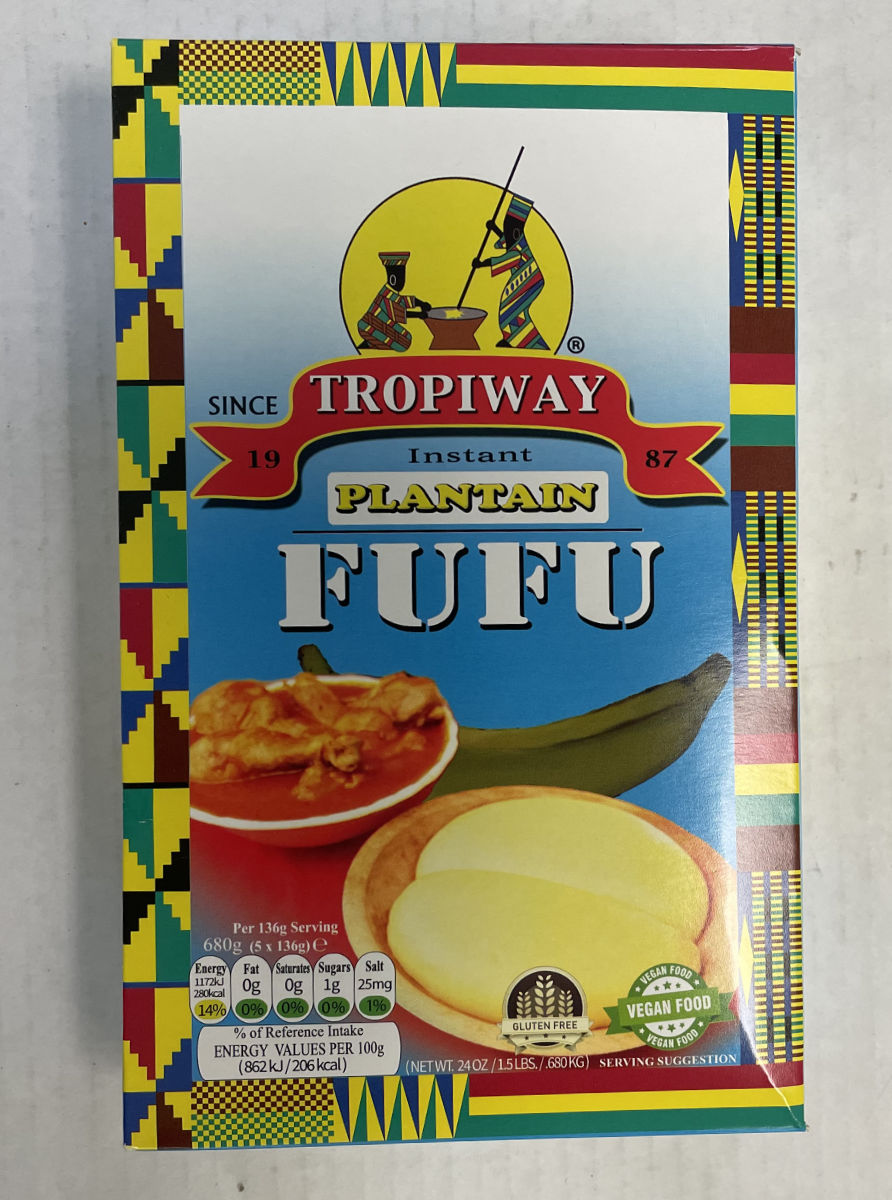 ®
TROPIWAY
SINCE
19 87
Instant
PLANTAIN
FUFU
Per 136g Serving
680g (5 x 136g) ℮
Energy Fat Saturates Sugars Salt
1172kJ
280kcal 0g 0g 1g 25mg
14% 0% 0% 0% 1%
% of Reference Intake
ENERGY VALUES PER 100g
(862 kJ / 206 kcal)
GLUTEN FREE
VEGAN FOOD
VEGAN FOOD
VEGAN FOOD
(NET WT. 24 OZ / 1.5 LBS. / .680 KG) SERVING SUGGESTION